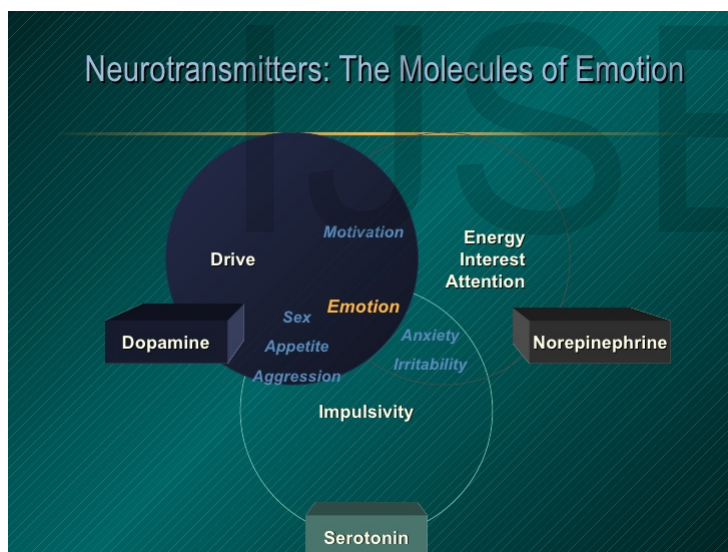 Neurotransmitters: The Molecules of Emotion
Motivation
Drive
Energy
Interest
Attention
Emotion
Sex
Appetite
Aggression
Anxiety
Irritability
Dopamine
Norepinephrine
Impulsivity
Serotonin